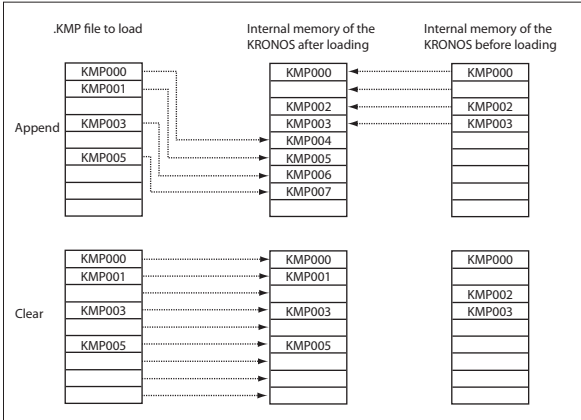 .KMP file to load
Internal memory of the KRONOS after loading
Internal memory of the KRONOS before loading
Append
KMP000
KMP001
KMP003
KMP005
KMP000
KMP002
KMP003
KMP004
KMP005
KMP006
KMP007
KMP000
KMP002
KMP003
Clear
KMP000
KMP001
KMP003
KMP005
KMP000
KMP001
KMP003
KMP005
KMP000
KMP002
KMP003